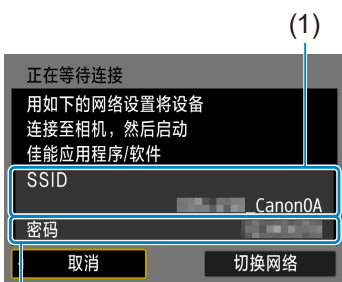 (1)
正在等待连接
用如下的网络设置将设备
连接至相机，然后启动
佳能应用程序/软件
SSID
_Canon0A
密码
取消
切换网络